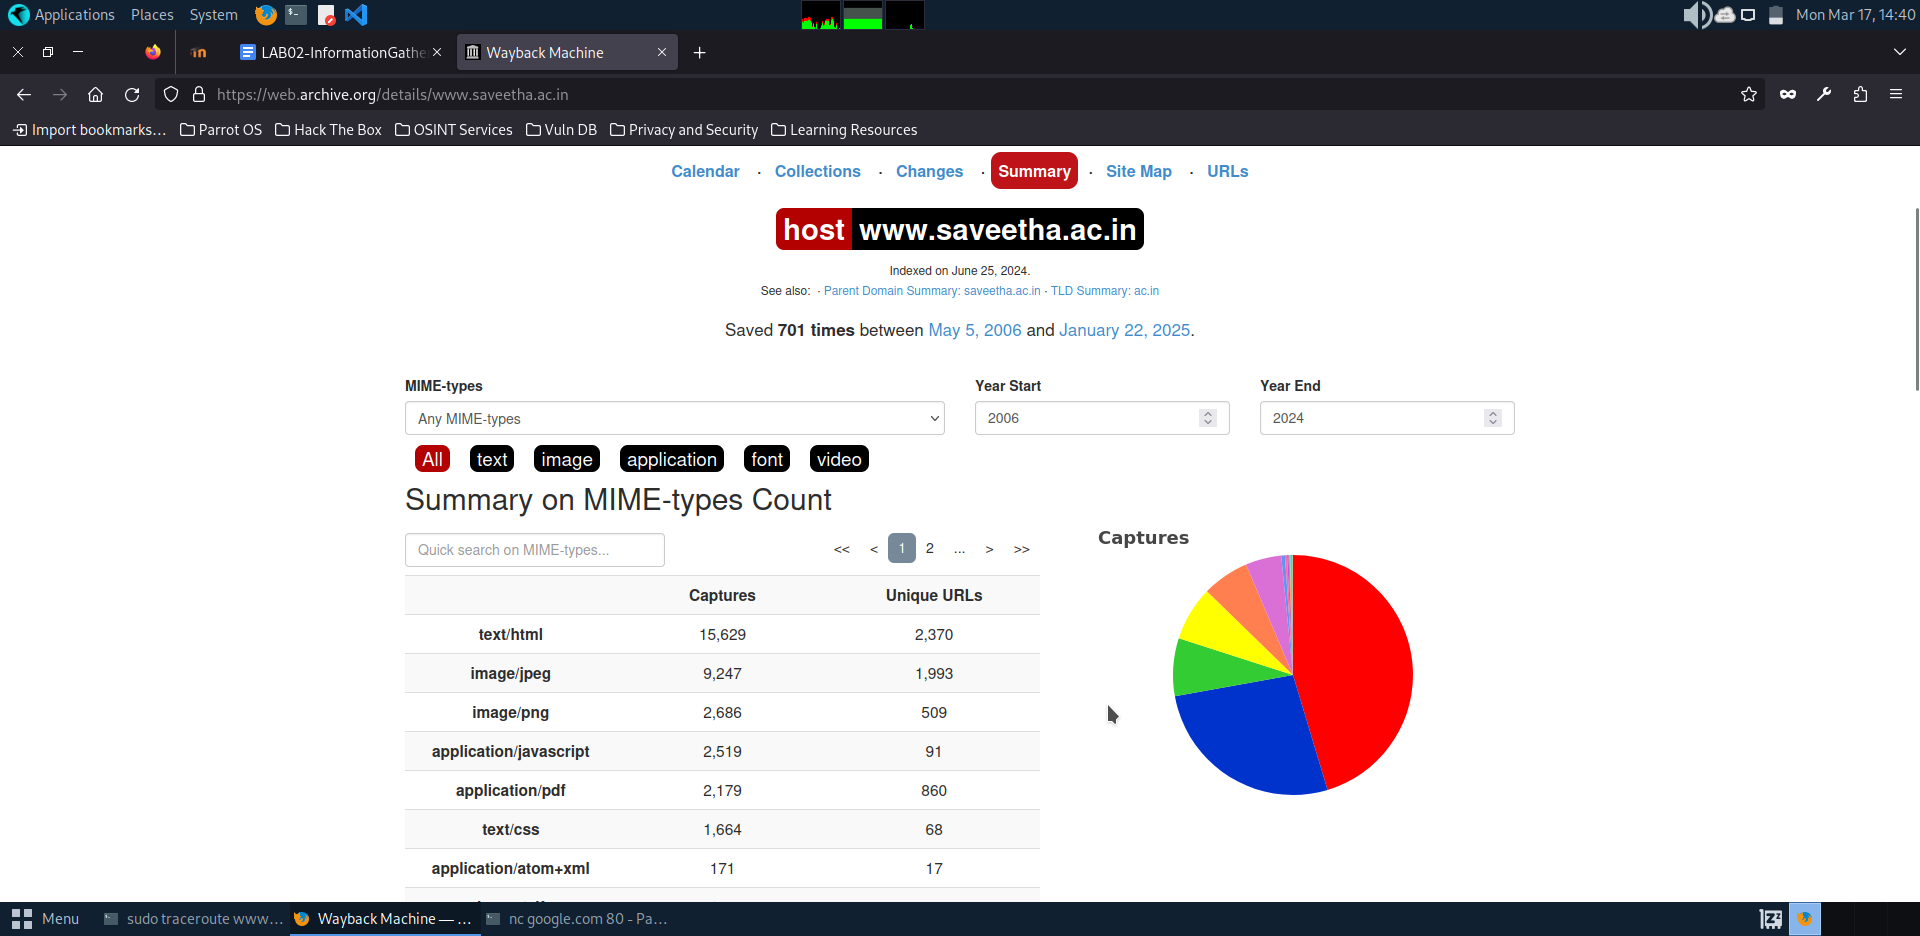 Applications Places System Mon Mar 17, 14:40
LAB02-InformationGathe Wayback Machine
https://web.archive.org/details/www.saveetha.ac.in
Import bookmarks... Parrot OS Hack The Box OSINT Services Vuln DB Privacy and Security Learning Resources
Calendar · Collections · Changes · Summary · Site Map · URLs
host www.saveetha.ac.in
Indexed on June 25, 2024.
See also: · Parent Domain Summary: saveetha.ac.in · TLD Summary: ac.in
Saved 701 times between May 5, 2006 and January 22, 2025.
MIME-types Year Start Year End
Any MIME-types 2006 2024
All text image application font video
Summary on MIME-types Count
Captures
Quick search on MIME-types... << < 1 2 ... > >>
Captures Unique URLs
text/html 15,629 2,370
image/jpeg 9,247 1,993
image/png 2,686 509
application/javascript 2,519 91
application/pdf 2,179 860
text/css 1,664 68
application/atom+xml 171 17
Menu sudo traceroute www... Wayback Machine — ... nc google.com 80 - Pa...